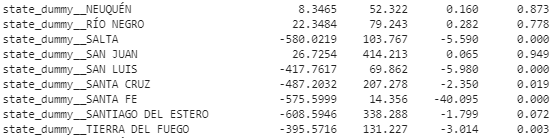 state_dummy__NEUQUÉN 8.3465 52.322 0.160 0.873
state_dummy__RÍO NEGRO 22.3484 79.243 0.282 0.778
state_dummy__SALTA -580.0219 103.767 -5.590 0.000
state_dummy__SAN JUAN 26.7254 414.213 0.065 0.949
state_dummy__SAN LUIS -417.7617 69.862 -5.980 0.000
state_dummy__SANTA CRUZ -487.2032 207.278 -2.350 0.019
state_dummy__SANTA FE -575.5999 14.356 -40.095 0.000
state_dummy__SANTIAGO DEL ESTERO -608.5946 338.288 -1.799 0.072
state_dummy__TIERRA DEL FUEGO -395.5716 131.227 -3.014 0.003